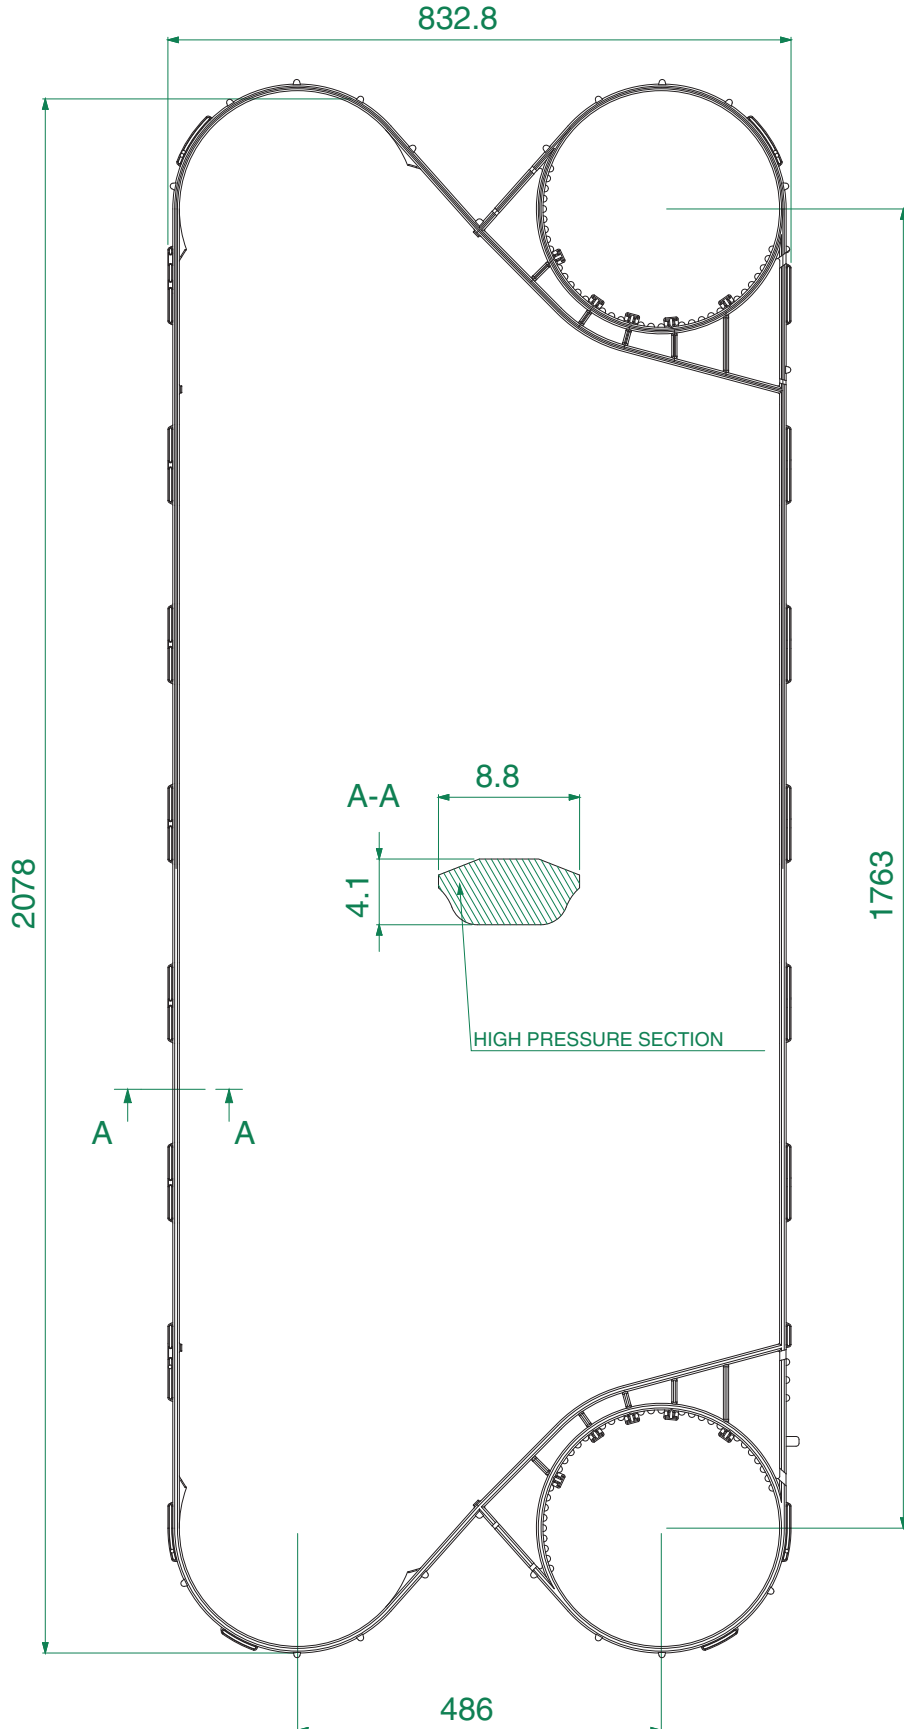 832.8
2078
1763
8.8
A-A
4.1
HIGH PRESSURE SECTION
A
A
486